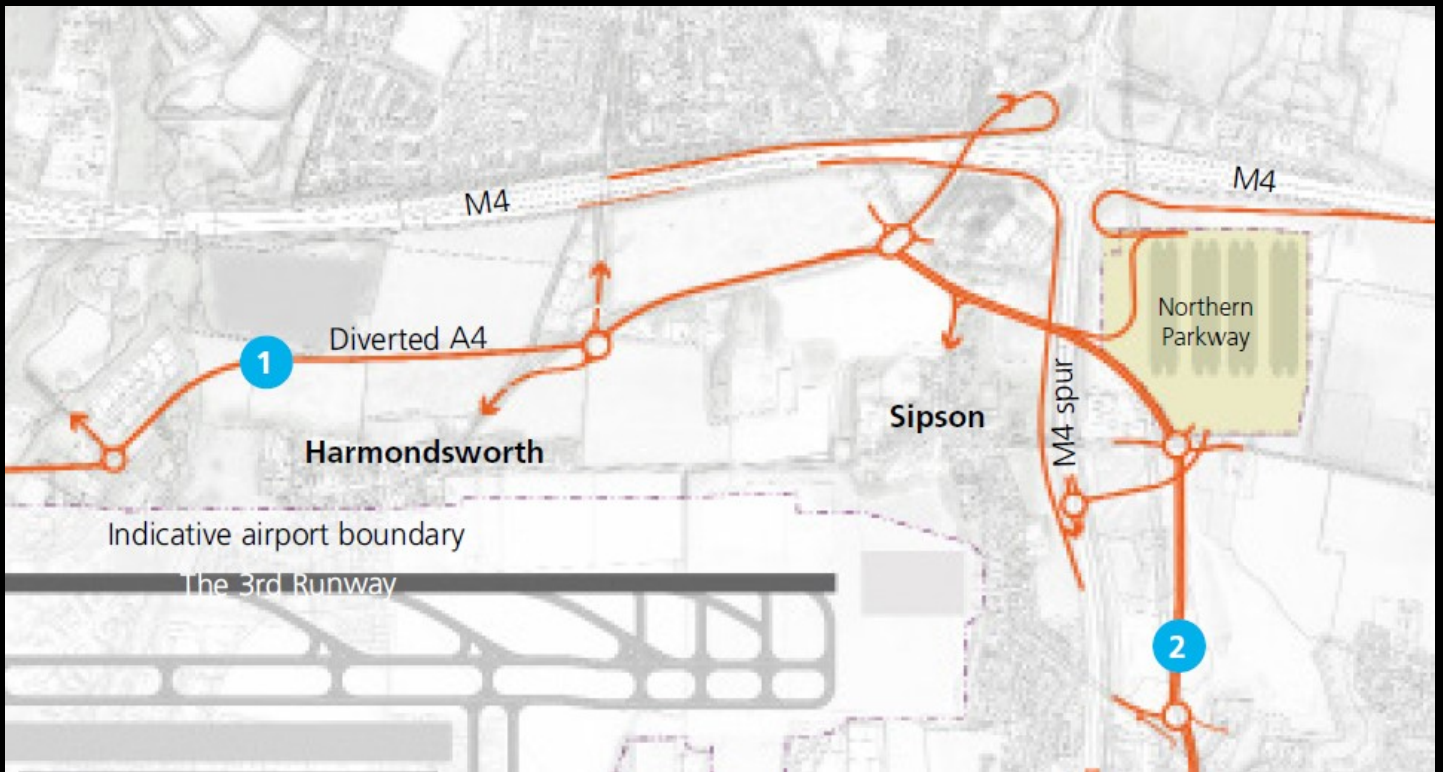 M4
M4
Northern
Parkway
Diverted A4
1
M4 spur
Sipson
Harmondsworth
Indicative airport boundary
The 3rd Runway
2